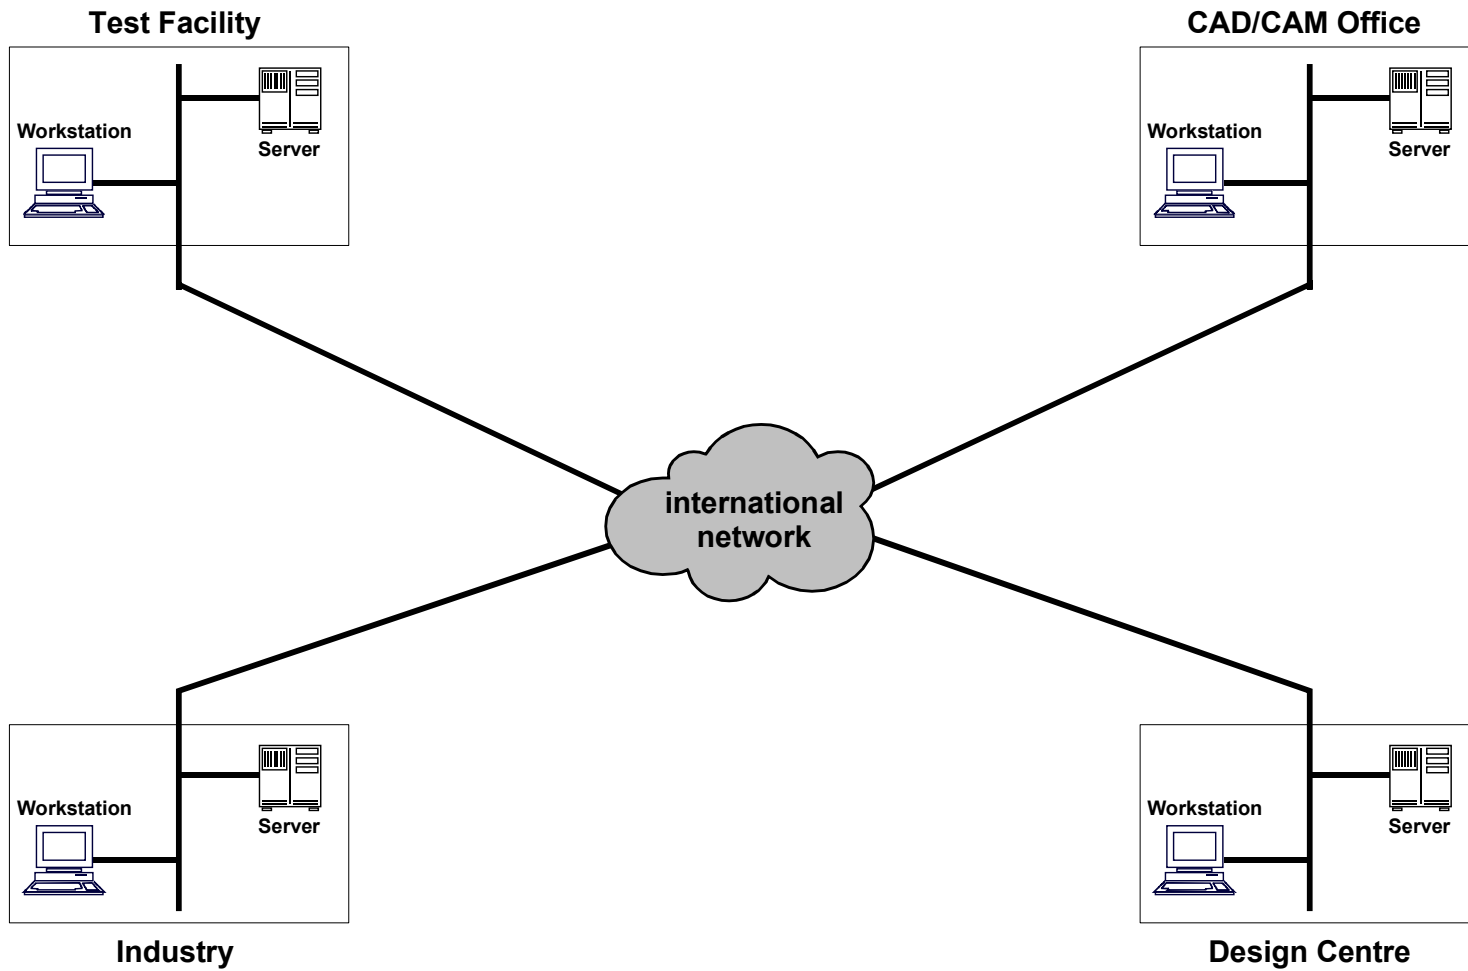 Test Facility
CAD/CAM Office
Workstation
Server
Workstation
Server
international
network
Workstation
Server
Workstation
Server
Industry
Design Centre